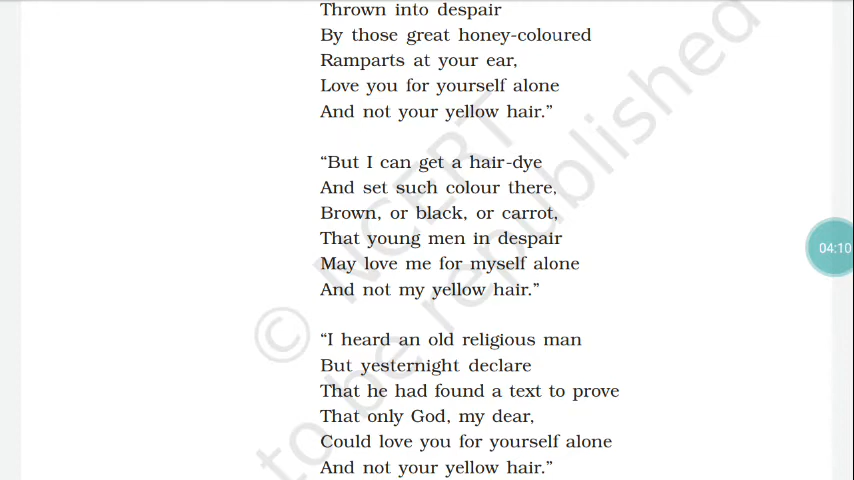 Thrown into despair
By those great honey-coloured
Ramparts at your ear,
Love you for yourself alone
And not your yellow hair.”
“But I can get a hair-dye
And set such colour there,
Brown, or black, or carrot,
That young men in despair
May love me for myself alone
And not my yellow hair.”
“I heard an old religious man
But yesternight declare
That he had found a text to prove
That only God, my dear,
Could love you for yourself alone
And not your yellow hair.”
© NCERT
to be republished
04:10